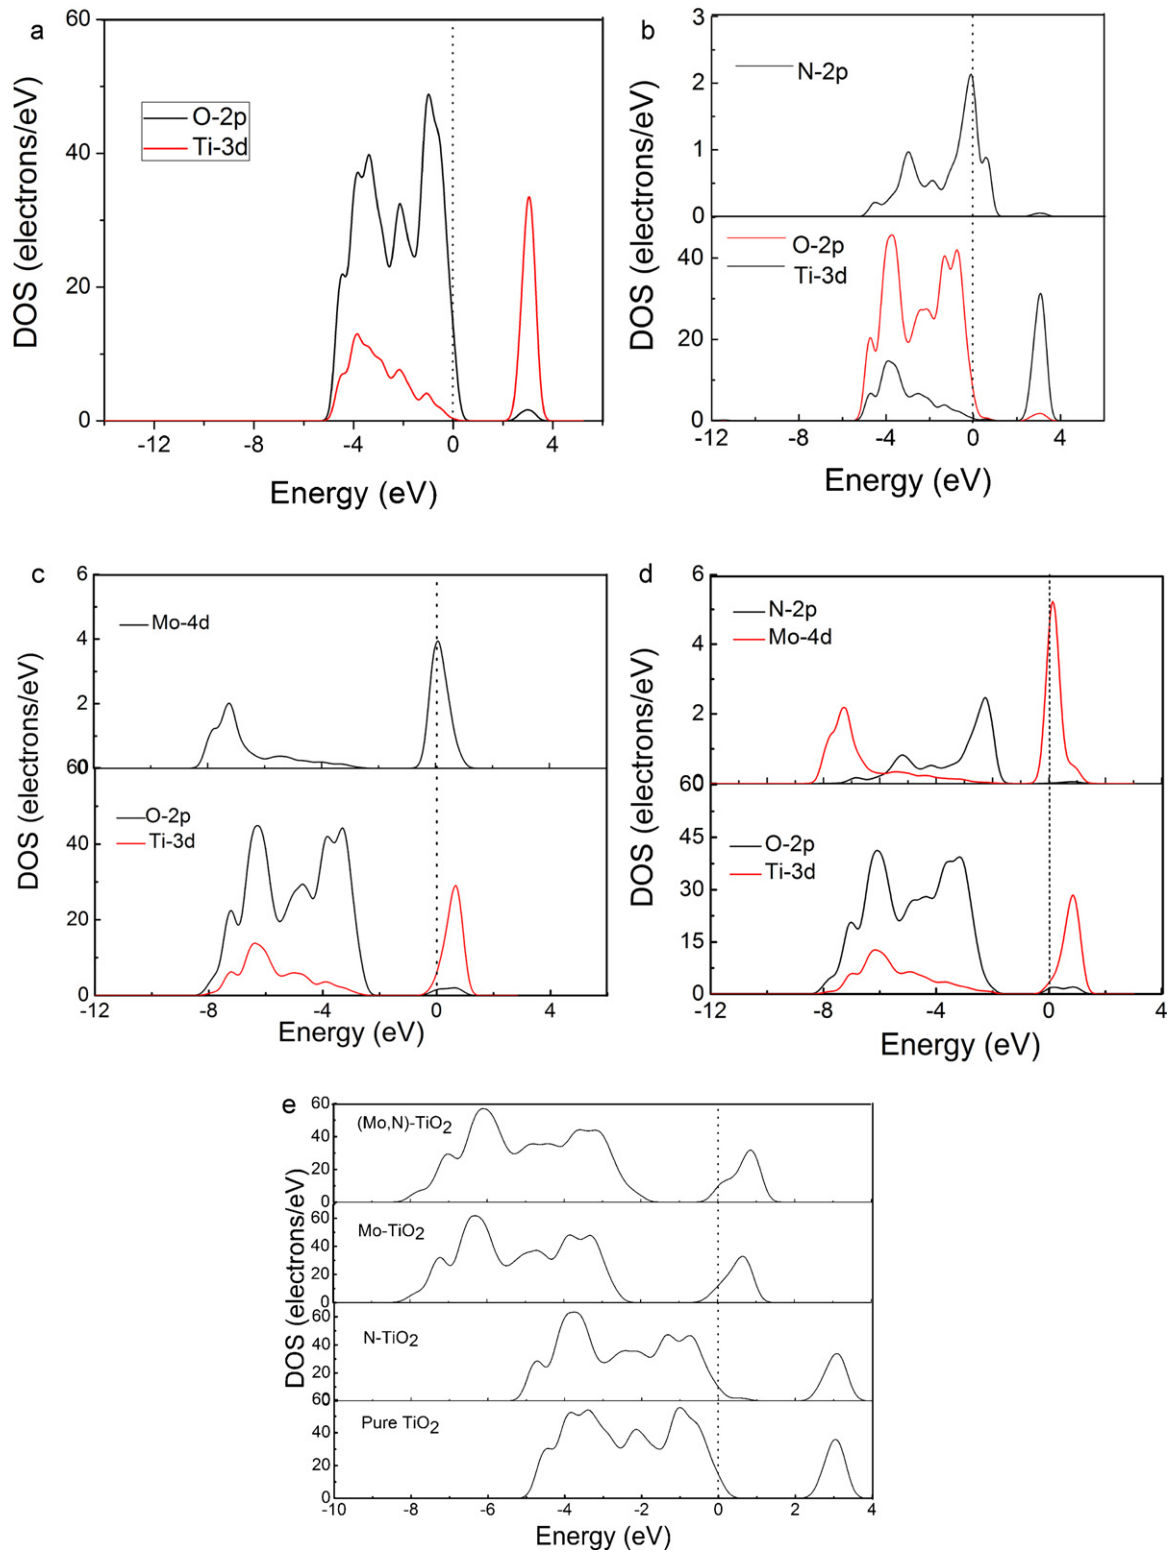 a
60
40
20
0
DOS (electrons/eV)
O-2p
Ti-3d
-12 -8 -4 0 4
Energy (eV)
b
3
2
1
0
N-2p
40
20
0
DOS (electrons/eV)
O-2p
Ti-3d
-12 -8 -4 0 4
Energy (eV)
c
6
4
2
0
Mo-4d
60
40
20
0
DOS (electrons/eV)
O-2p
Ti-3d
-12 -8 -4 0 4
Energy (eV)
d
6
4
2
0
N-2p
Mo-4d
60
45
30
15
0
DOS (electrons/eV)
O-2p
Ti-3d
-12 -8 -4 0 4
Energy (eV)
e
60
40
20
0
(Mo,N)-TiO2
60
40
20
0
Mo-TiO2
60
40
20
0
N-TiO2
60
40
20
0
Pure TiO2
DOS (electrons/eV)
-10 -8 -6 -4 -2 0 2 4
Energy (eV)